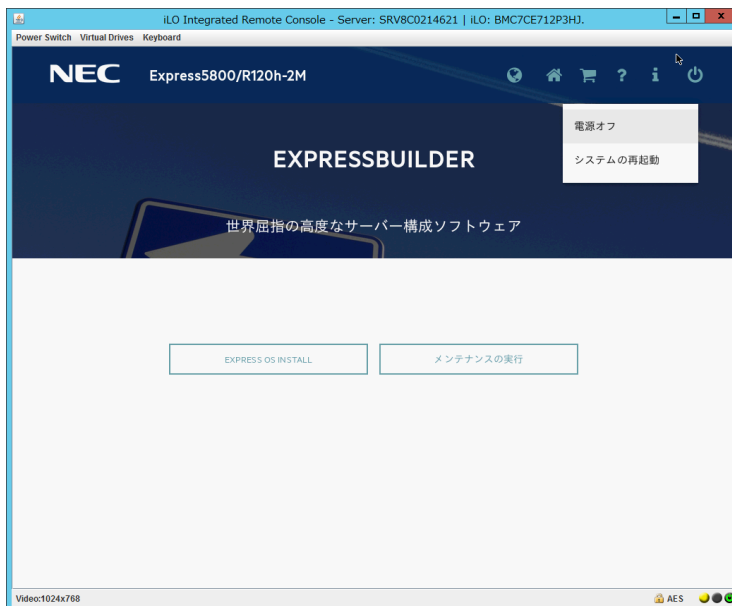 iLO Integrated Remote Console - Server: SRV8C0214621 | iLO: BMC7CE712P3HJ.
Power Switch Virtual Drives Keyboard
NEC Express5800/R120h-2M
電源オフ
システムの再起動
EXPRESSBUILDER
世界屈指の高度なサーバー構成ソフトウェア
EXPRESS OS INSTALL
メンテナンスの実行
Video:1024x768
AES